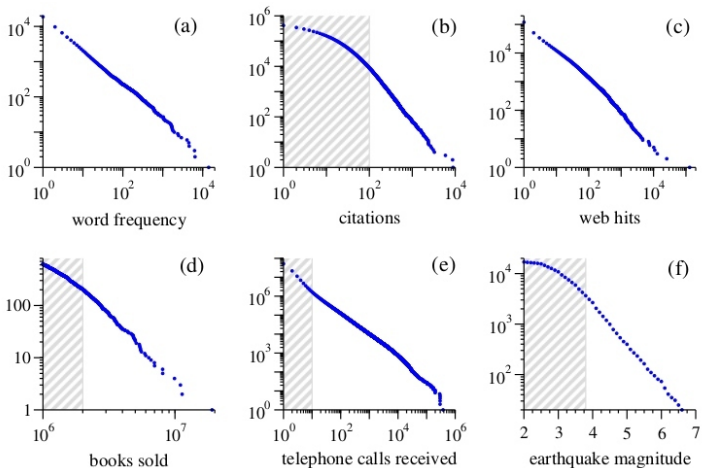 (a)
10^4
10^2
10^0
10^0 10^2 10^4
word frequency
(b)
10^6
10^4
10^2
10^0
10^0 10^2 10^4
citations
(c)
10^4
10^2
10^0
10^0 10^2 10^4
web hits
(d)
100
10
1
10^6 10^7
books sold
(e)
10^6
10^3
10^0
10^0 10^2 10^4 10^6
telephone calls received
(f)
10^4
10^3
10^2
2 3 4 5 6 7
earthquake magnitude